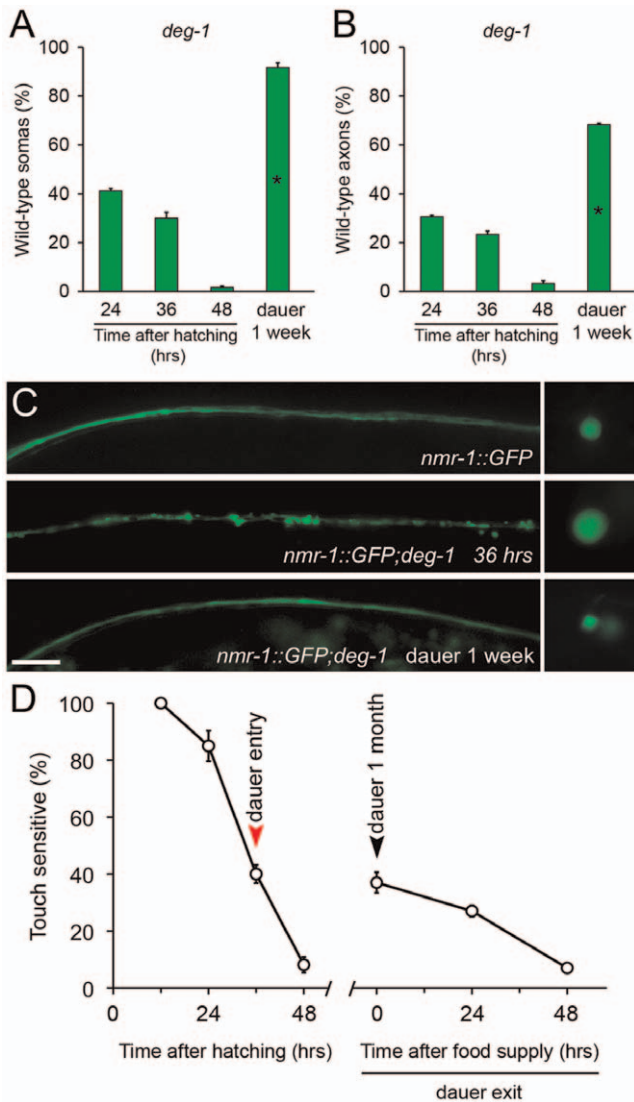 A
deg-1
Wild-type somas (%)
100
80
60
40
20
0
24 36 48 dauer
Time after hatching 1 week
(hrs)
B
deg-1
Wild-type axons (%)
100
80
60
40
20
0
24 36 48 dauer
Time after hatching 1 week
(hrs)
C
nmr-1::GFP
nmr-1::GFP;deg-1 36 hrs
nmr-1::GFP;deg-1 dauer 1 week
D
Touch sensitive (%)
100
80
60
40
20
0
dauer entry
dauer 1 month
0 24 48 0 24 48
Time after hatching (hrs)
Time after food supply (hrs)
dauer exit